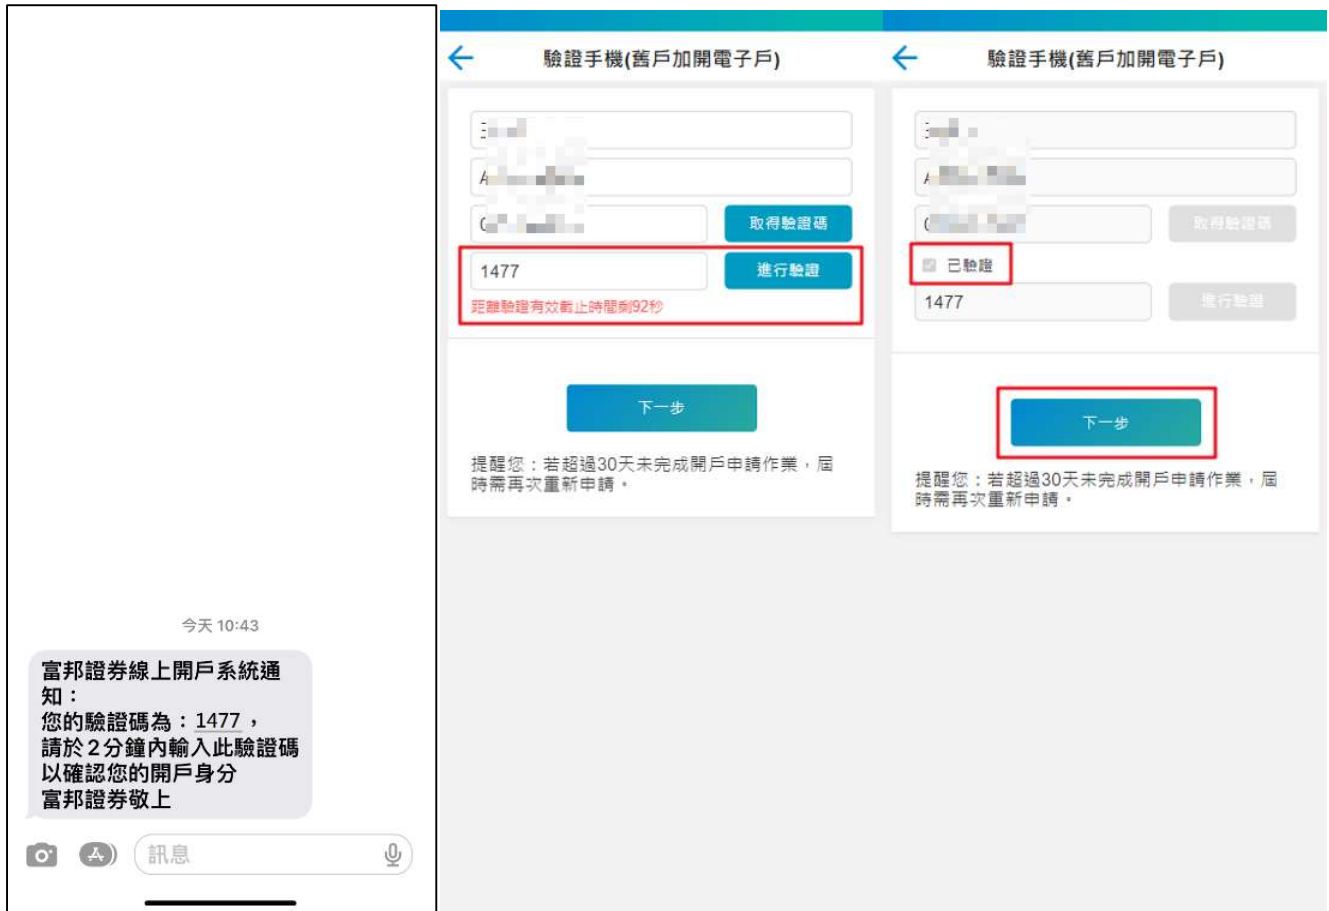 今天 10:43
富邦證券線上開戶系統通
知：
您的驗證碼為：1477，
請於2分鐘內輸入此驗證碼
以確認您的開戶身分
富邦證券敬上
訊息
驗證手機(舊戶加開電子戶)
取得驗證碼
1477
進行驗證
距離驗證有效截止時間剩92秒
下一步
提醒您：若超過30天未完成開戶申請作業，屆
時需再次重新申請。
驗證手機(舊戶加開電子戶)
取得驗證碼
已驗證
1477
進行驗證
下一步
提醒您：若超過30天未完成開戶申請作業，屆
時需再次重新申請。